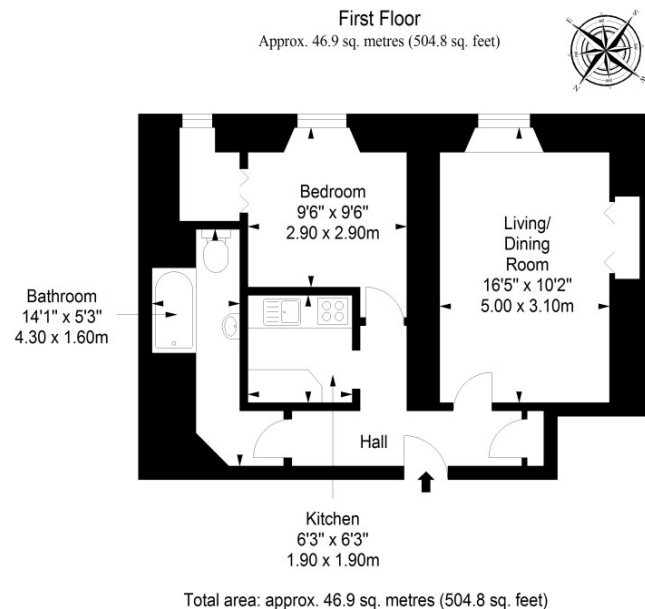 First Floor
Approx. 46.9 sq. metres (504.8 sq. feet)
E
S
N
W
Bedroom
9'6" x 9'6"
2.90 x 2.90m
Living/
Dining
Room
16'5" x 10'2"
5.00 x 3.10m
Bathroom
14'1" x 5'3"
4.30 x 1.60m
Hall
Kitchen
6'3" x 6'3"
1.90 x 1.90m
Total area: approx. 46.9 sq. metres (504.8 sq. feet)